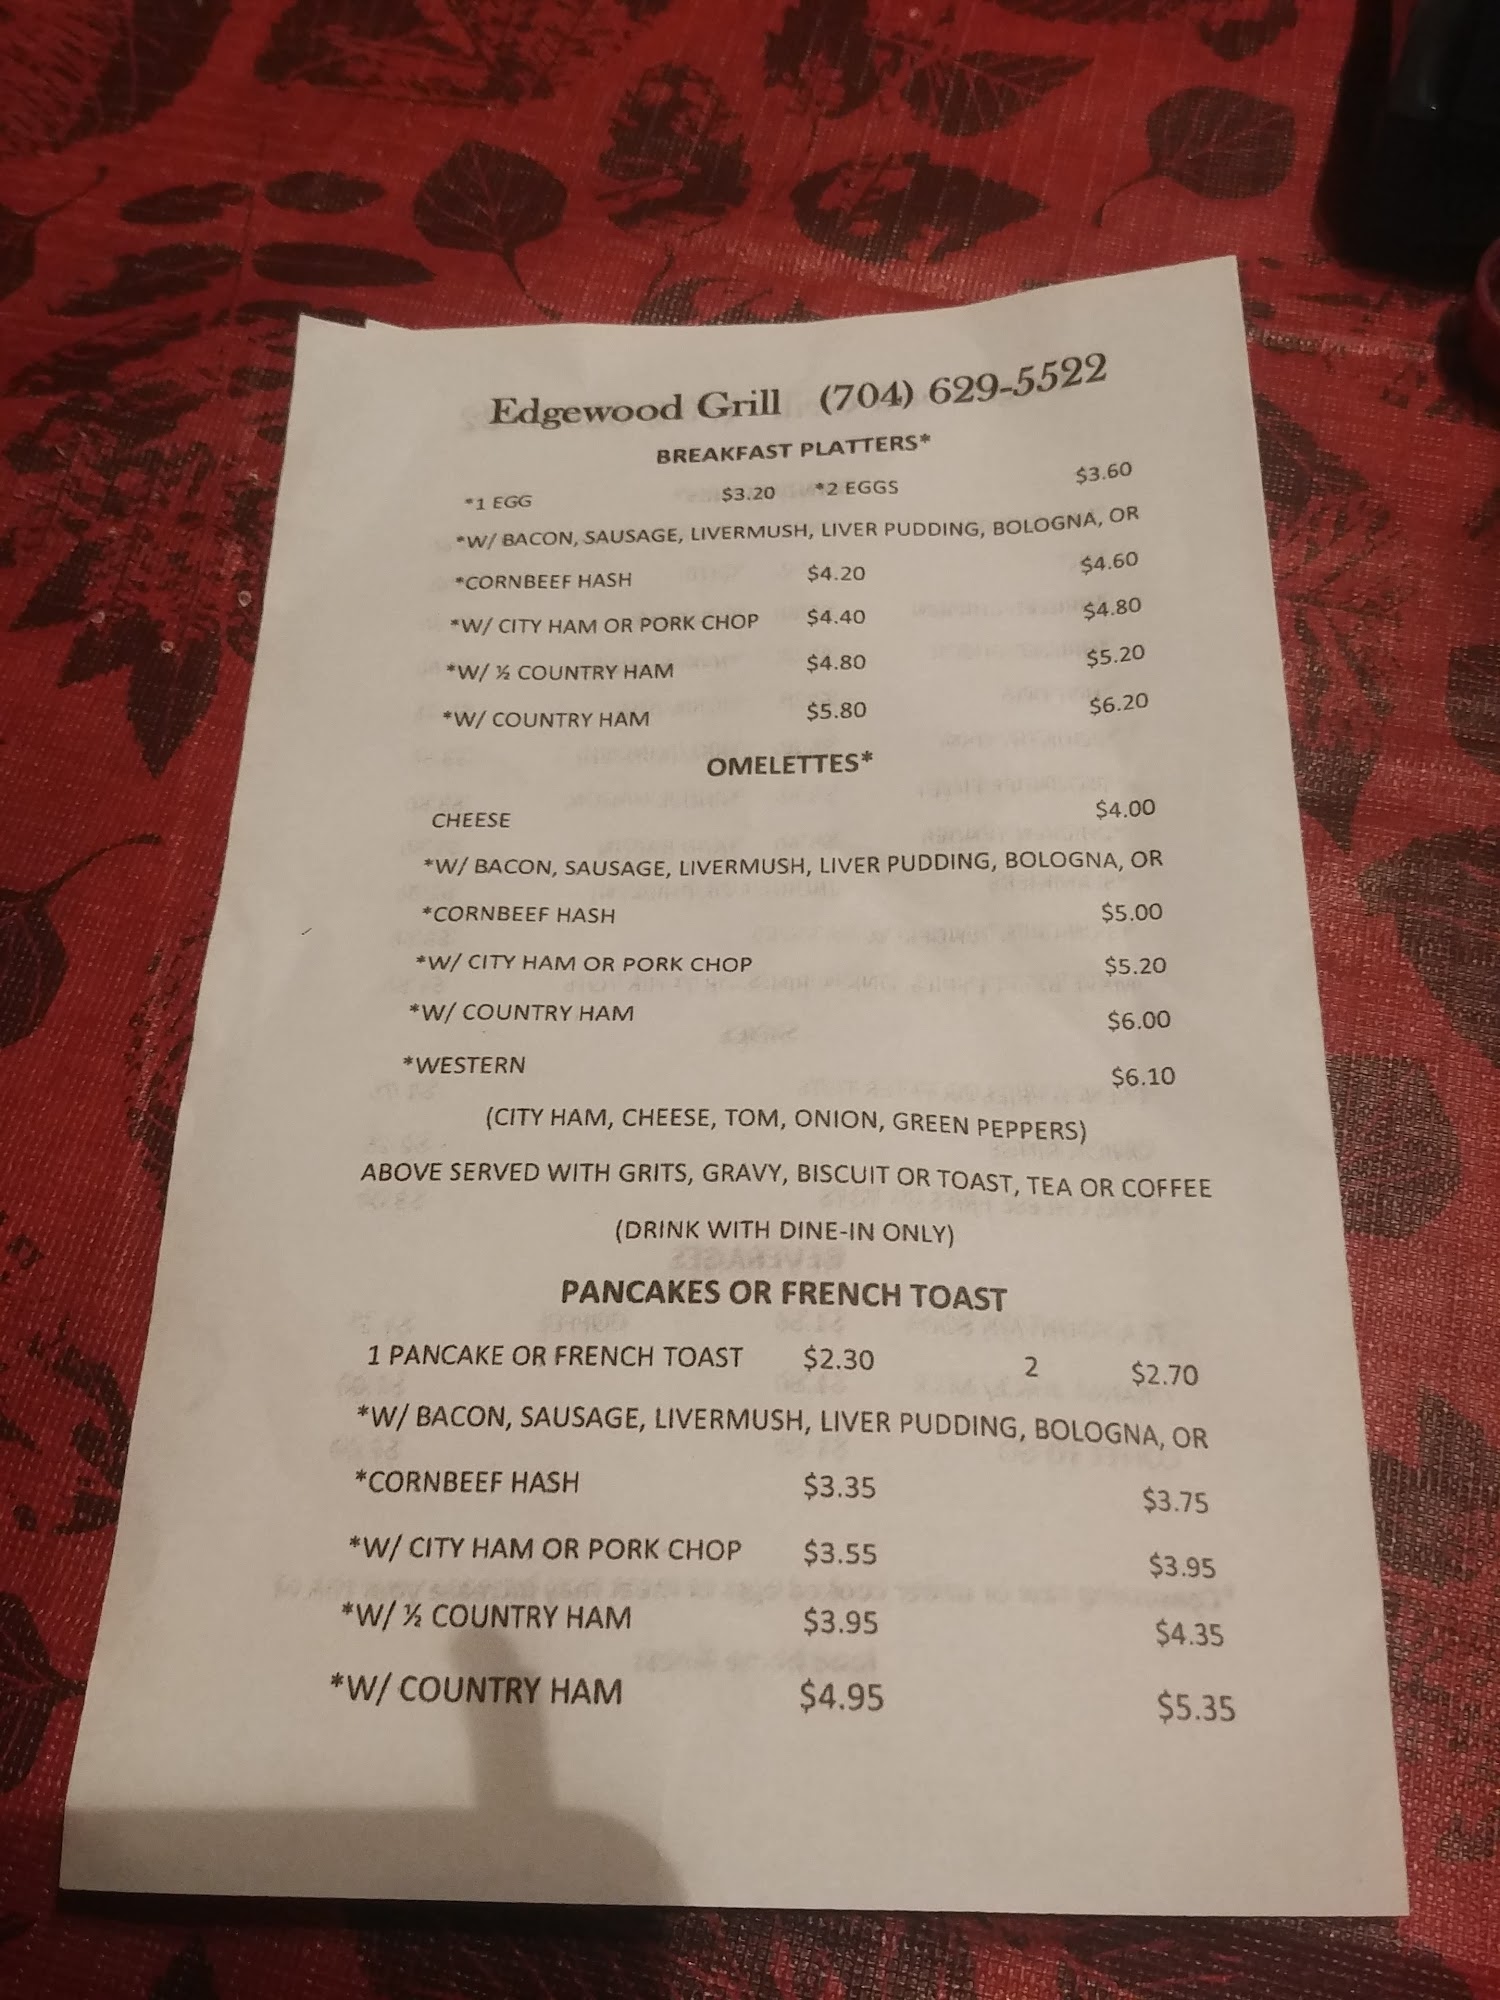 Edgewood Grill (704) 629-5522
BREAKFAST PLATTERS*
*1 EGG $3.20 *2 EGGS $3.60
*W/ BACON, SAUSAGE, LIVERMUSH, LIVER PUDDING, BOLOGNA, OR
*CORNBEEF HASH $4.20 $4.60
*W/ CITY HAM OR PORK CHOP $4.40 $4.80
*W/ ½ COUNTRY HAM $4.80 $5.20
*W/ COUNTRY HAM $5.80 $6.20
OMELETTES*
CHEESE $4.00
*W/ BACON, SAUSAGE, LIVERMUSH, LIVER PUDDING, BOLOGNA, OR
*CORNBEEF HASH $5.00
*W/ CITY HAM OR PORK CHOP $5.20
*W/ COUNTRY HAM $6.00
*WESTERN $6.10
(CITY HAM, CHEESE, TOM, ONION, GREEN PEPPERS)
ABOVE SERVED WITH GRITS, GRAVY, BISCUIT OR TOAST, TEA OR COFFEE
(DRINK WITH DINE-IN ONLY)
PANCAKES OR FRENCH TOAST
1 PANCAKE OR FRENCH TOAST $2.30 2 $2.70
*W/ BACON, SAUSAGE, LIVERMUSH, LIVER PUDDING, BOLOGNA, OR
*CORNBEEF HASH $3.35 $3.75
*W/ CITY HAM OR PORK CHOP $3.55 $3.95
*W/ ½ COUNTRY HAM $3.95 $4.35
*W/ COUNTRY HAM $4.95 $5.35